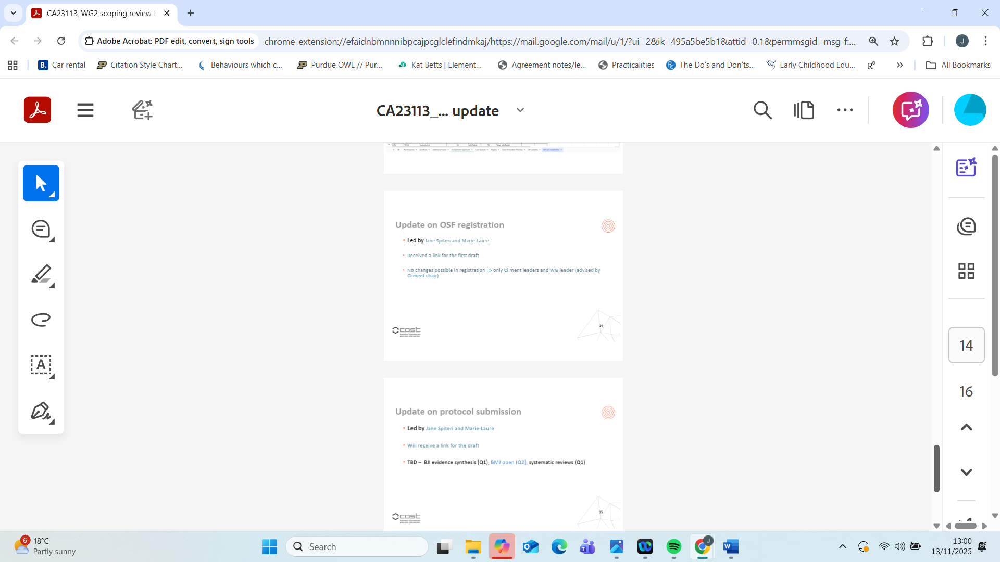 CA23113_WG2 scoping review
Adobe Acrobat: PDF edit, convert, sign tools
chrome-extension://efaidnbmnnnibpcajpcglclefindmkaj/https://mail.google.com/mail/u/1/?ui=2&ik=495a5be5b1&attid=0.1&permmsgid=msg-f:...
J
B. Car rental
Citation Style Chart...
Behaviours which c...
Purdue OWL // Pur...
Kat Betts | Element...
Agreement notes/le...
Practicalities
The Do's and Don'ts...
Early Childhood Edu...
RG
All Bookmarks
CA23113_... update
Update on OSF registration
• Led by Jane Spiteri and Marie-Laure
• Received a link for the first draft
• No changes possible in registration => only Climent leaders and WG leader (advised by
Climent chair)
cost
14
Update on protocol submission
• Led by Jane Spiteri and Marie-Laure
• Will receive a link for the draft
• TBD – BJI evidence synthesis (Q1), BMJ open (Q2), systematic reviews (Q1)
cost
15
A
14
16
6
18°C
Partly sunny
Search
13:00
13/11/2025